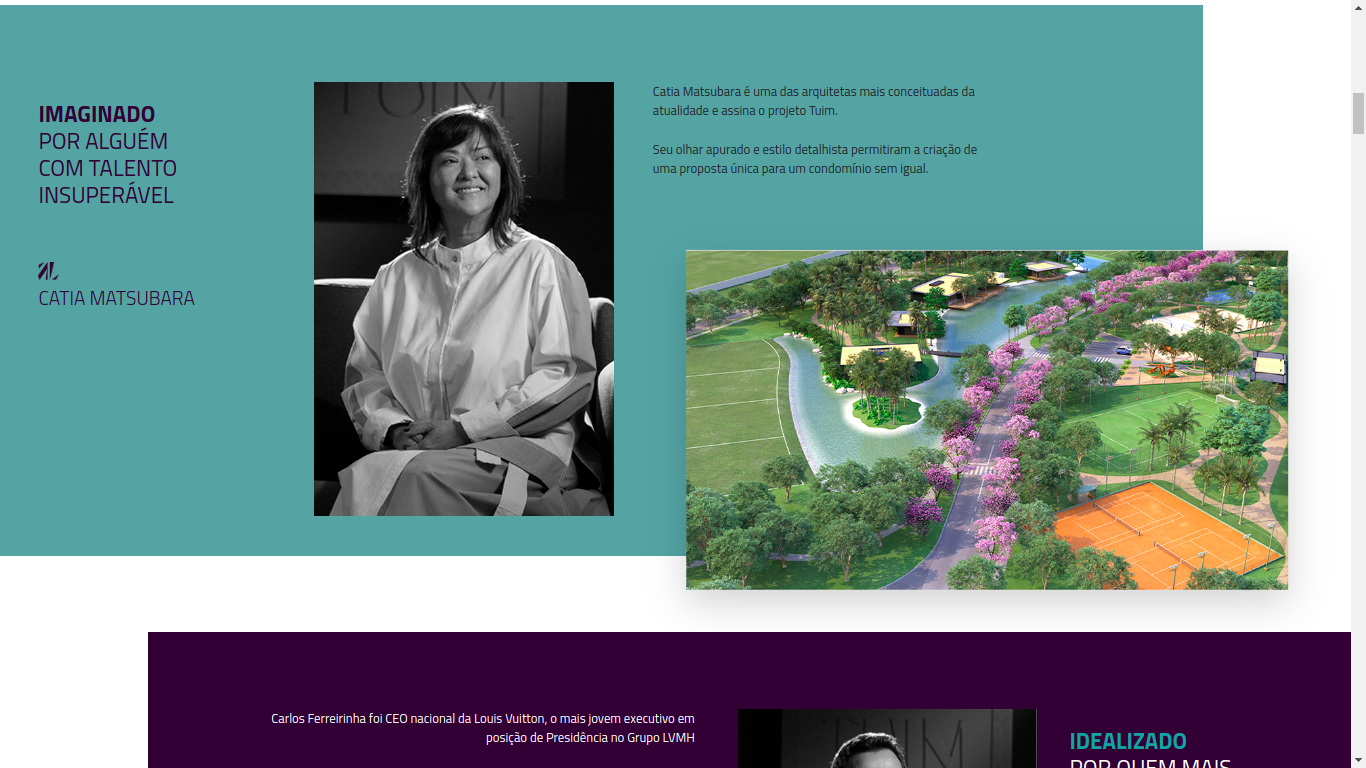 IMAGINADO
POR ALGUÉM
COM TALENTO
INSUPERÁVEL
CATIA MATSUBARA
TUIM
Catia Matsubara é uma das arquitetas mais conceituadas da
atualidade e assina o projeto Tuim.
Seu olhar apurado e estilo detalhista permitiram a criação de
uma proposta única para um condomínio sem igual.
Carlos Ferreirinha foi CEO nacional da Louis Vuitton, o mais jovem executivo em
posição de Presidência no Grupo LVMH
TUIM
IDEALIZADO
POR QUEM MAIS